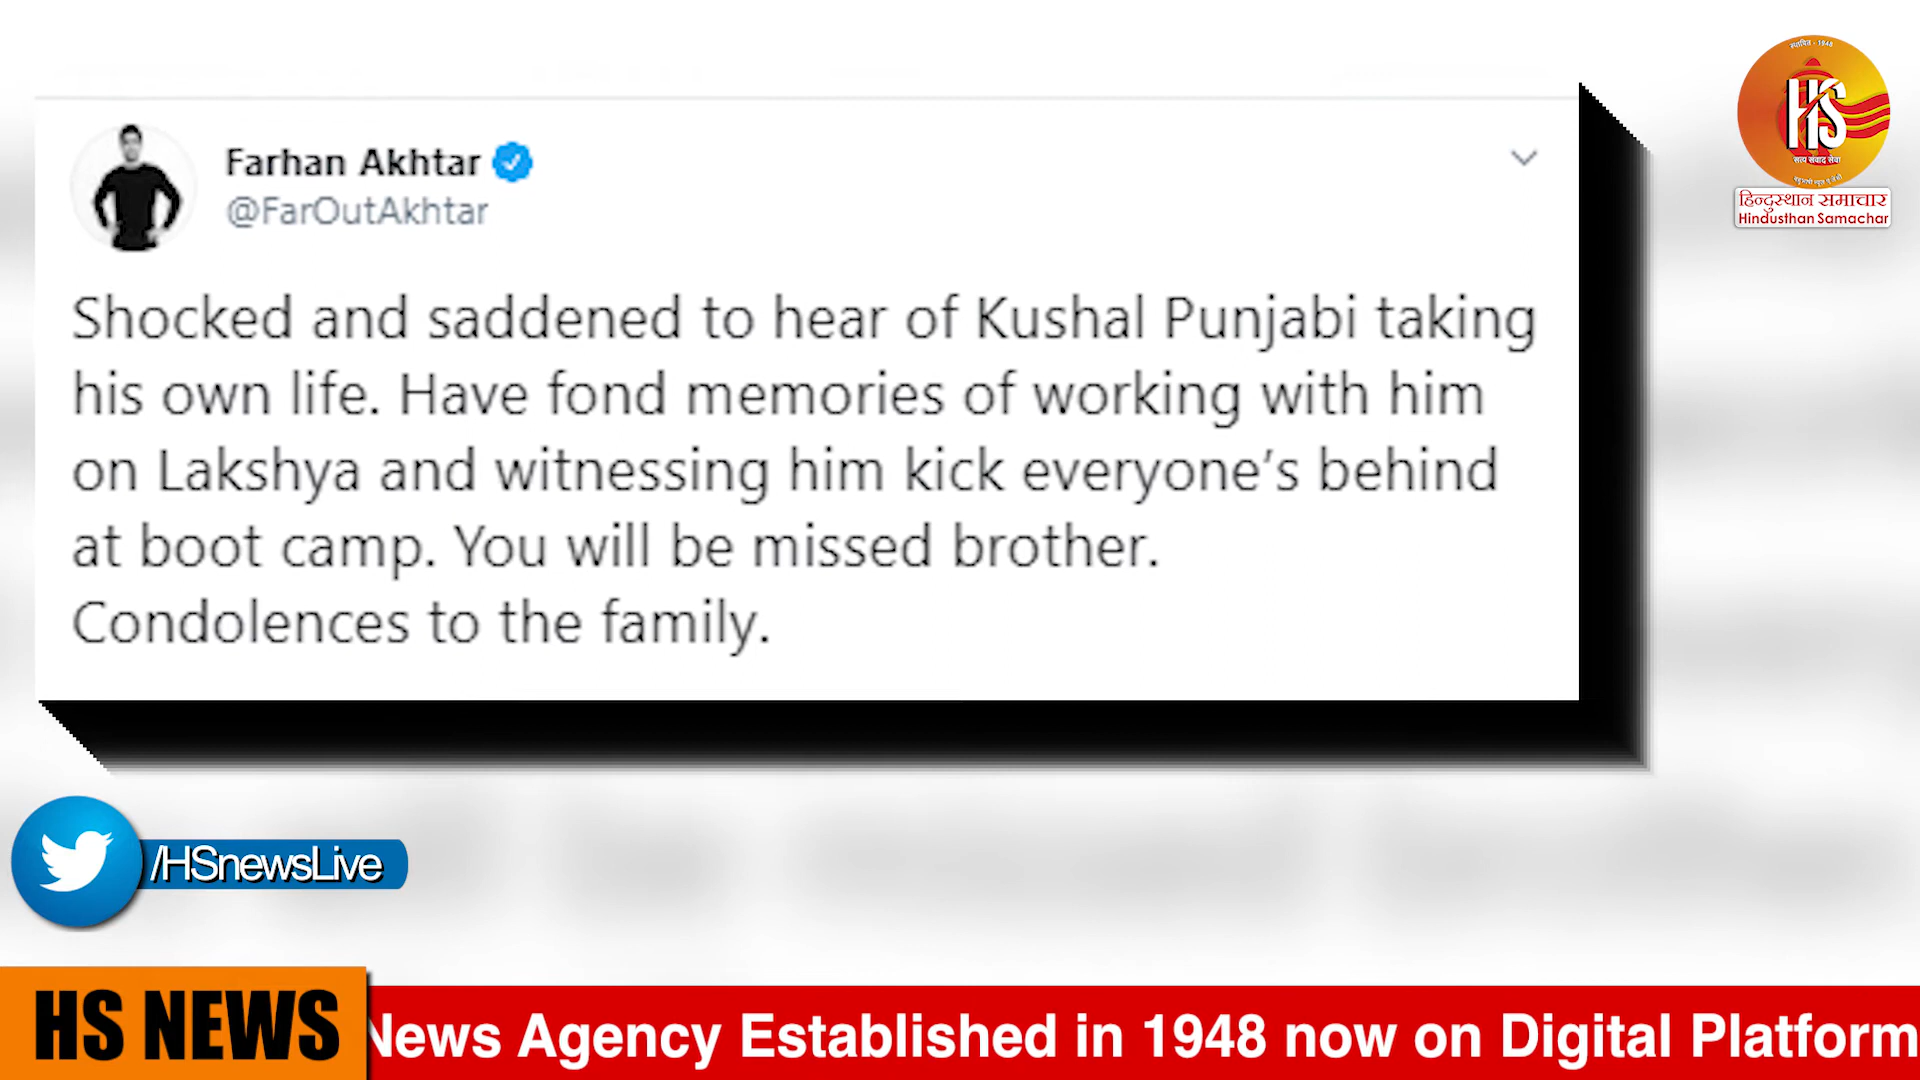 स्थापित - 1948
HS
सत्य संवाद सेवा
हिन्दुस्थान समाचार
Hindusthan Samachar
Farhan Akhtar
@FarOutAkhtar
Shocked and saddened to hear of Kushal Punjabi taking
his own life. Have fond memories of working with him
on Lakshya and witnessing him kick everyone's behind
at boot camp. You will be missed brother.
Condolences to the family.
/HSnewsLive
HS NEWS
News Agency Established in 1948 now on Digital Platform